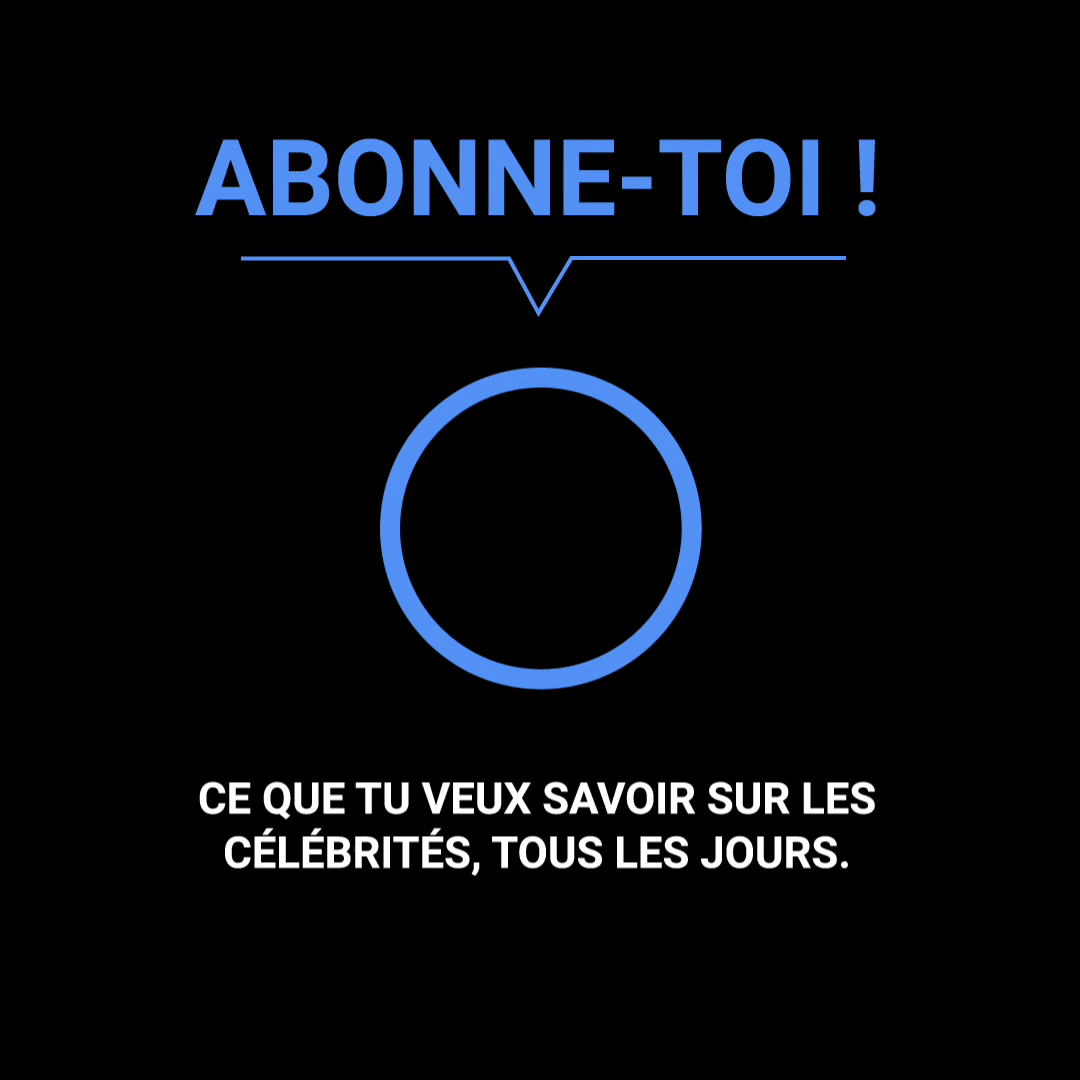 ABONNE-TOI !
CE QUE TU VEUX SAVOIR SUR LES
CÉLÉBRITÉS, TOUS LES JOURS.